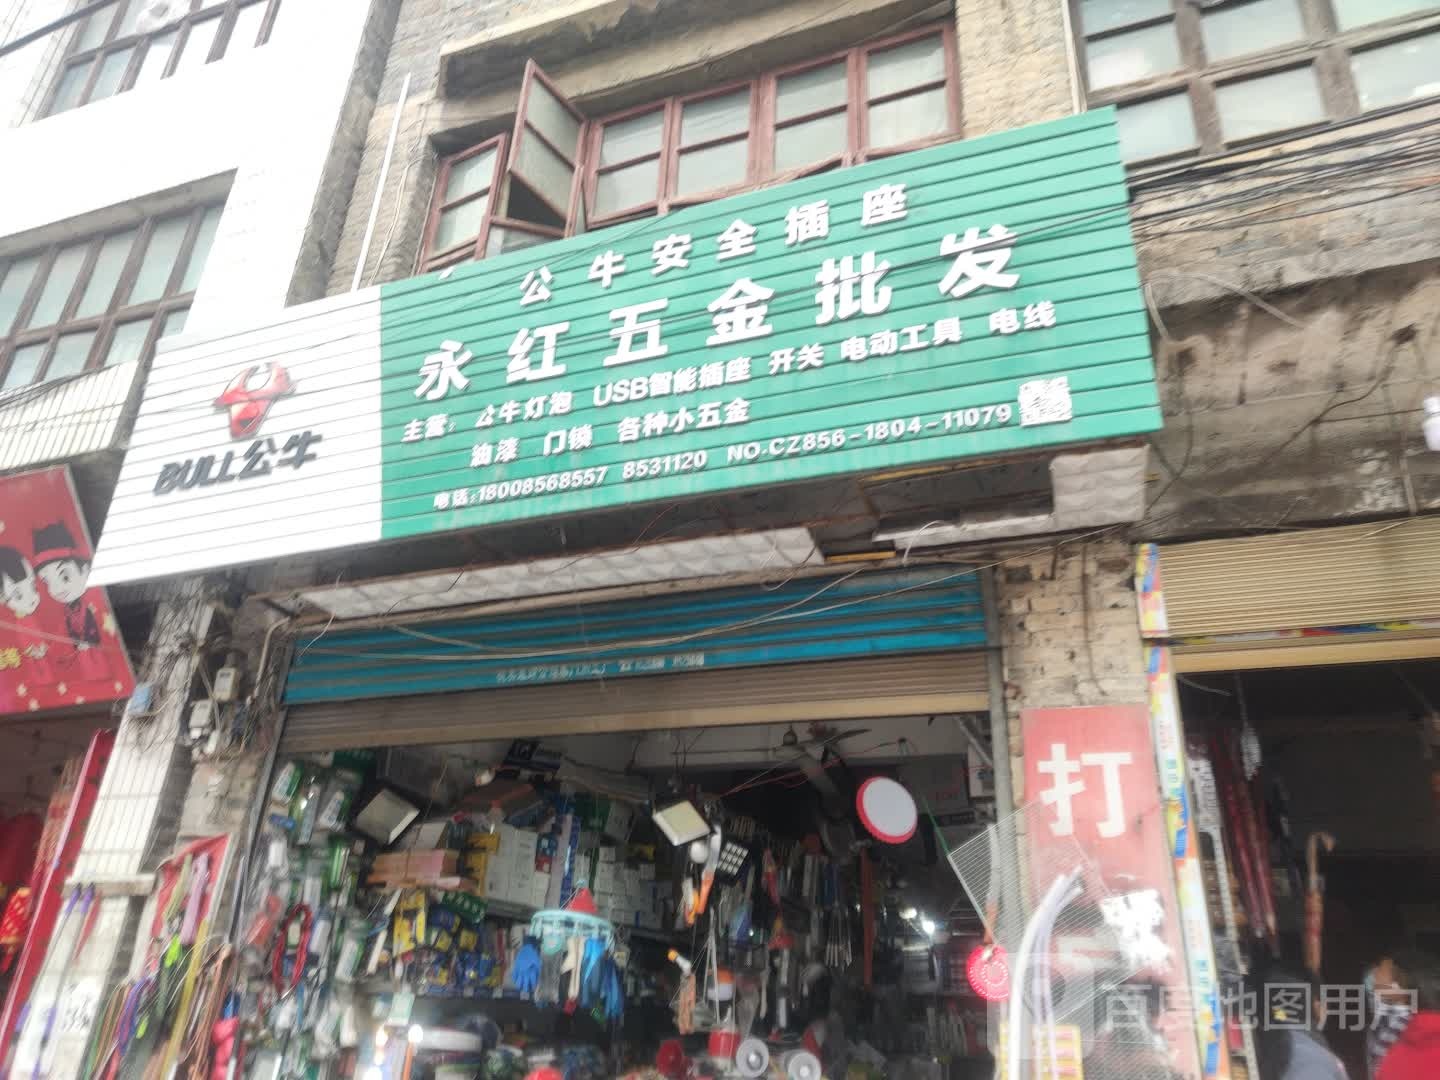 公牛安全插座
永红五金批发
BULL公牛
主营：公牛灯泡 USB智能插座 开关 电动工具 电线
油漆 门锁 各种小五金
电话:18008568557 8531120 NO.CZ856-1804-11079
打
百度地图用户